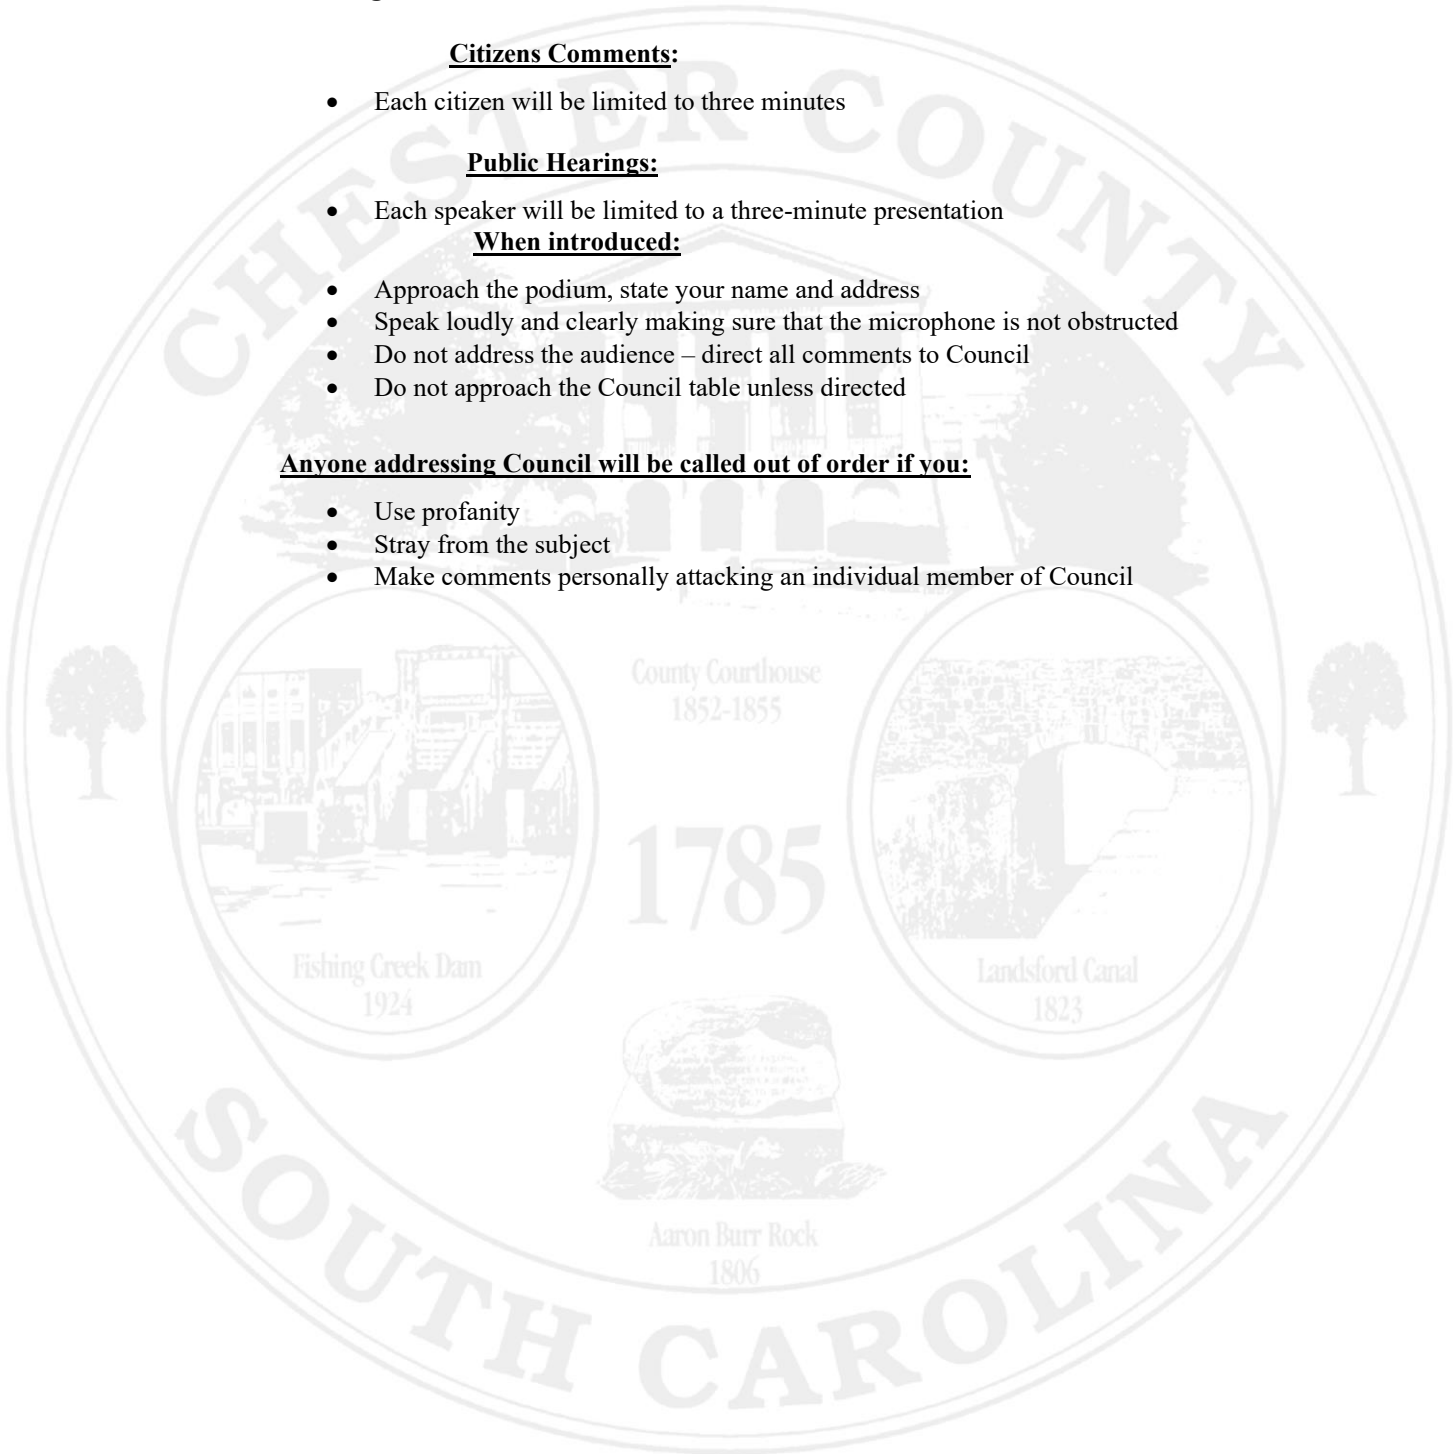 Citizens Comments:
• Each citizen will be limited to three minutes
Public Hearings:
• Each speaker will be limited to a three-minute presentation
When introduced:
• Approach the podium, state your name and address
• Speak loudly and clearly making sure that the microphone is not obstructed
• Do not address the audience – direct all comments to Council
• Do not approach the Council table unless directed
Anyone addressing Council will be called out of order if you:
• Use profanity
• Stray from the subject
• Make comments personally attacking an individual member of Council
CHESTER COUNTY
County Courthouse
1852-1855
1785
Fishing Creek Dam
1924
Landsford Canal
1823
Aaron Burr Rock
1806
SOUTH CAROLINA